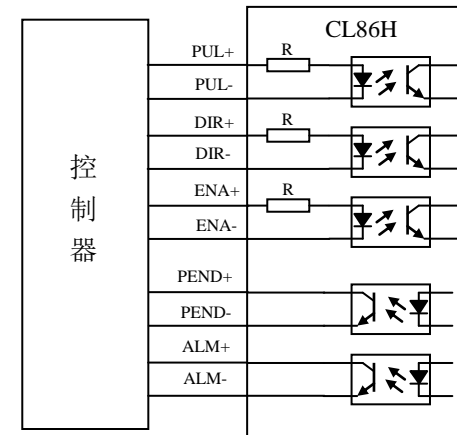 CL86H
PUL+
R
PUL-
DIR+
R
DIR-
控
制
器
ENA+
R
ENA-
PEND+
PEND-
ALM+
ALM-